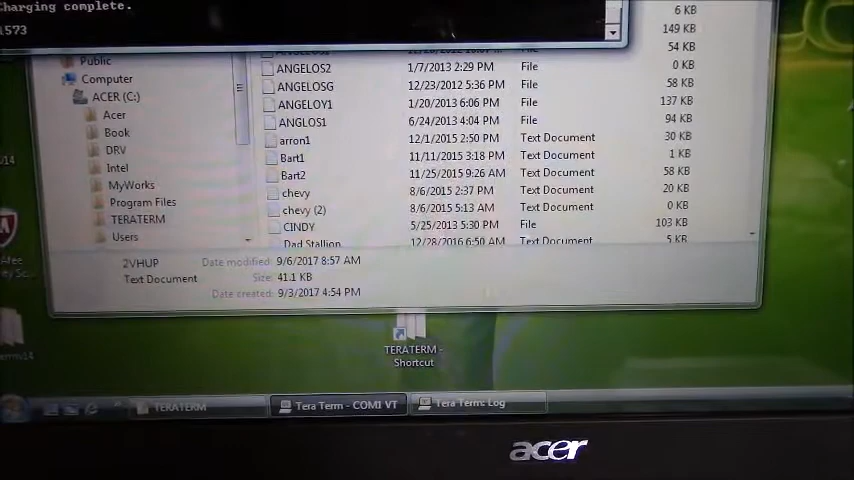 Charging complete.
i573
6 KB
149 KB
54 KB
0 KB
Public
Computer
ACER (C:)
Acer
Book
DRV
Intel
MyWorks
Program Files
TERATERM
Users
ANGELOS2 1/7/2013 2:29 PM File
ANGELOSG 12/23/2012 5:36 PM File 58 KB
ANGELOY1 1/20/2013 6:06 PM File 137 KB
ANGLOS1 6/24/2013 4:04 PM File 94 KB
arron1 12/1/2015 2:50 PM Text Document 30 KB
Bart1 11/11/2015 3:18 PM Text Document 1 KB
Bart2 11/25/2015 9:26 AM Text Document 58 KB
chevy 8/6/2015 2:37 PM Text Document 20 KB
chevy (2) 8/6/2015 5:13 AM Text Document 0 KB
CINDY 5/25/2013 5:30 PM File 103 KB
Dad Stallion 12/28/2016 6:50 AM Text Document 5 KB
2VHUP Date modified: 9/6/2017 8:57 AM
Text Document Size: 41.1 KB
Date created: 9/3/2017 4:54 PM
TERATERM -
Shortcut
TERATERM
Tera Term - COM1 VT
Tera Term: Log
acer